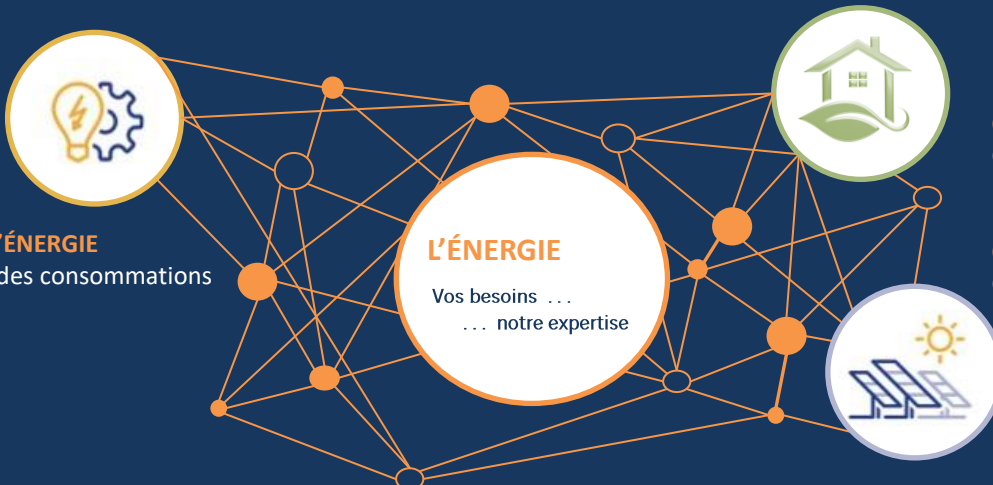 ’ÉNERGIE
des consommations
L’ÉNERGIE
Vos besoins ...
... notre expertise